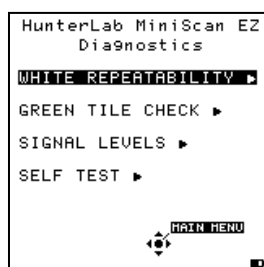 HunterLab MiniScan EZ
Diagnostics
WHITE REPEATABILITY ▶
GREEN TILE CHECK ▶
SIGNAL LEVELS ▶
SELF TEST ▶
MAIN MENU